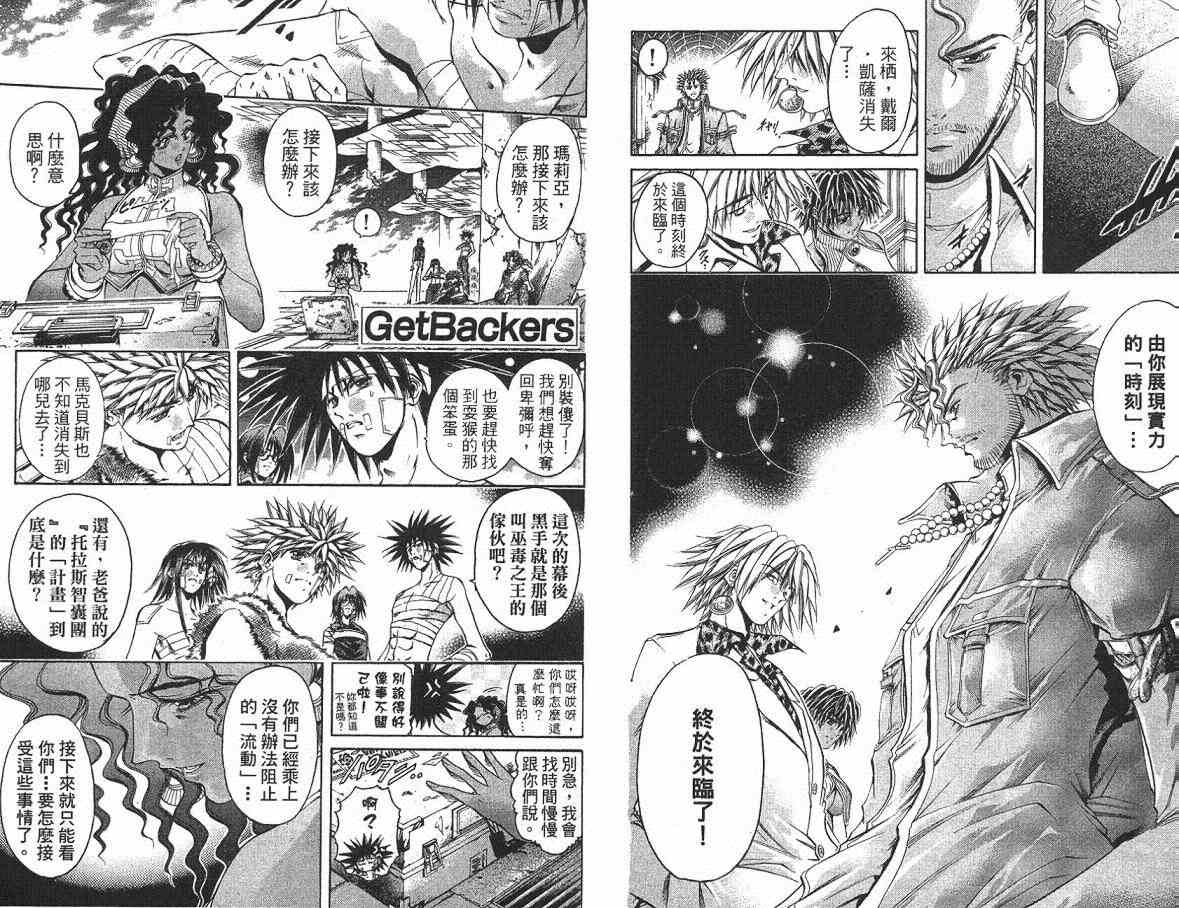 來栖，戴爾
．凱薩消失
了…
！
這個時刻終
於來臨了。
由你展現實力
的「時刻」…
終於來臨了！
瑪莉亞，
那接下來該
怎麼辦？
接下來該
怎麼辦？
！
什麼意
思啊？
GetBackers
別裝傻了！
我們想趕快奪
回卑彌呼，
也要趕快找
到耍猴的那
個笨蛋。
馬克貝斯也
不知道消失到
哪兒去了…
這次的幕後
黑手就是那個
叫巫毒之王的
傢伙吧？
還有，老爸說的
『托拉斯智囊團
』的「計畫」到
底是什麼？
哎呀哎呀，
你們怎麼這
麼忙啊？
真是的…
別說得好
像事不關
己啦！
妳都知道
不是嗎？
別急，我會
找時間慢慢
跟你們說。
啊？
你們已經乘上
沒有辦法阻止
的「流動」…
接下來就只能看
你們…要怎麼接
受這些事情了。